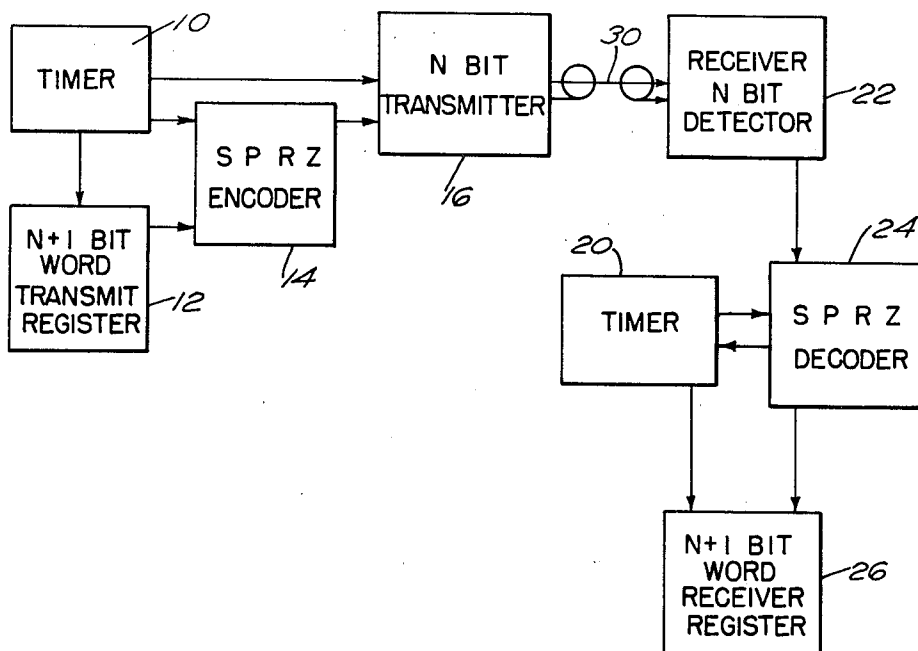 10
TIMER
N BIT
TRANSMITTER
16
30
RECEIVER
N BIT
DETECTOR
22
S P R Z
ENCODER
14
N+1 BIT
WORD
TRANSMIT
REGISTER
12
20
TIMER
24
S P R Z
DECODER
N+1 BIT
WORD
RECEIVER
REGISTER
26